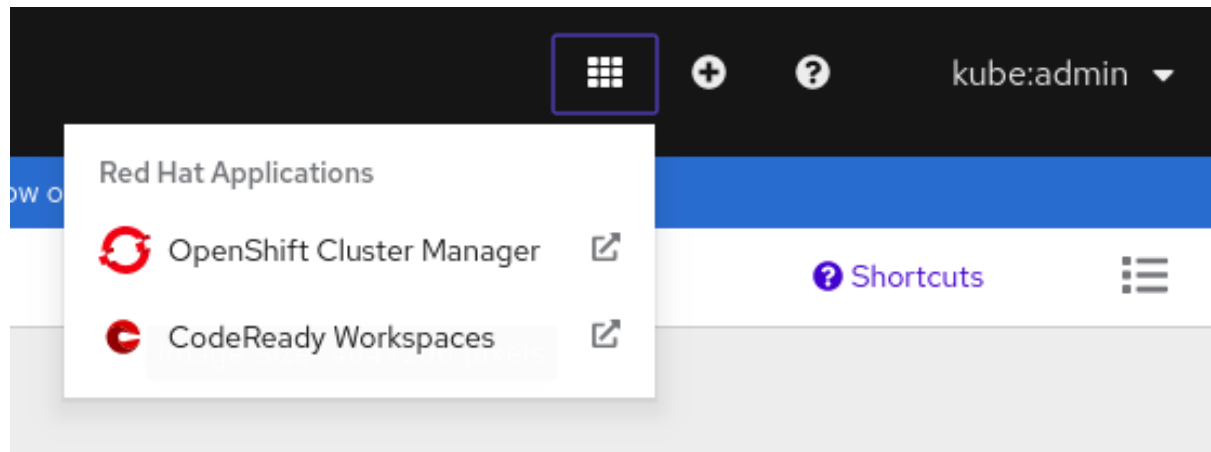 kube:admin
Red Hat Applications
ow o
OpenShift Cluster Manager
Shortcuts
CodeReady Workspaces